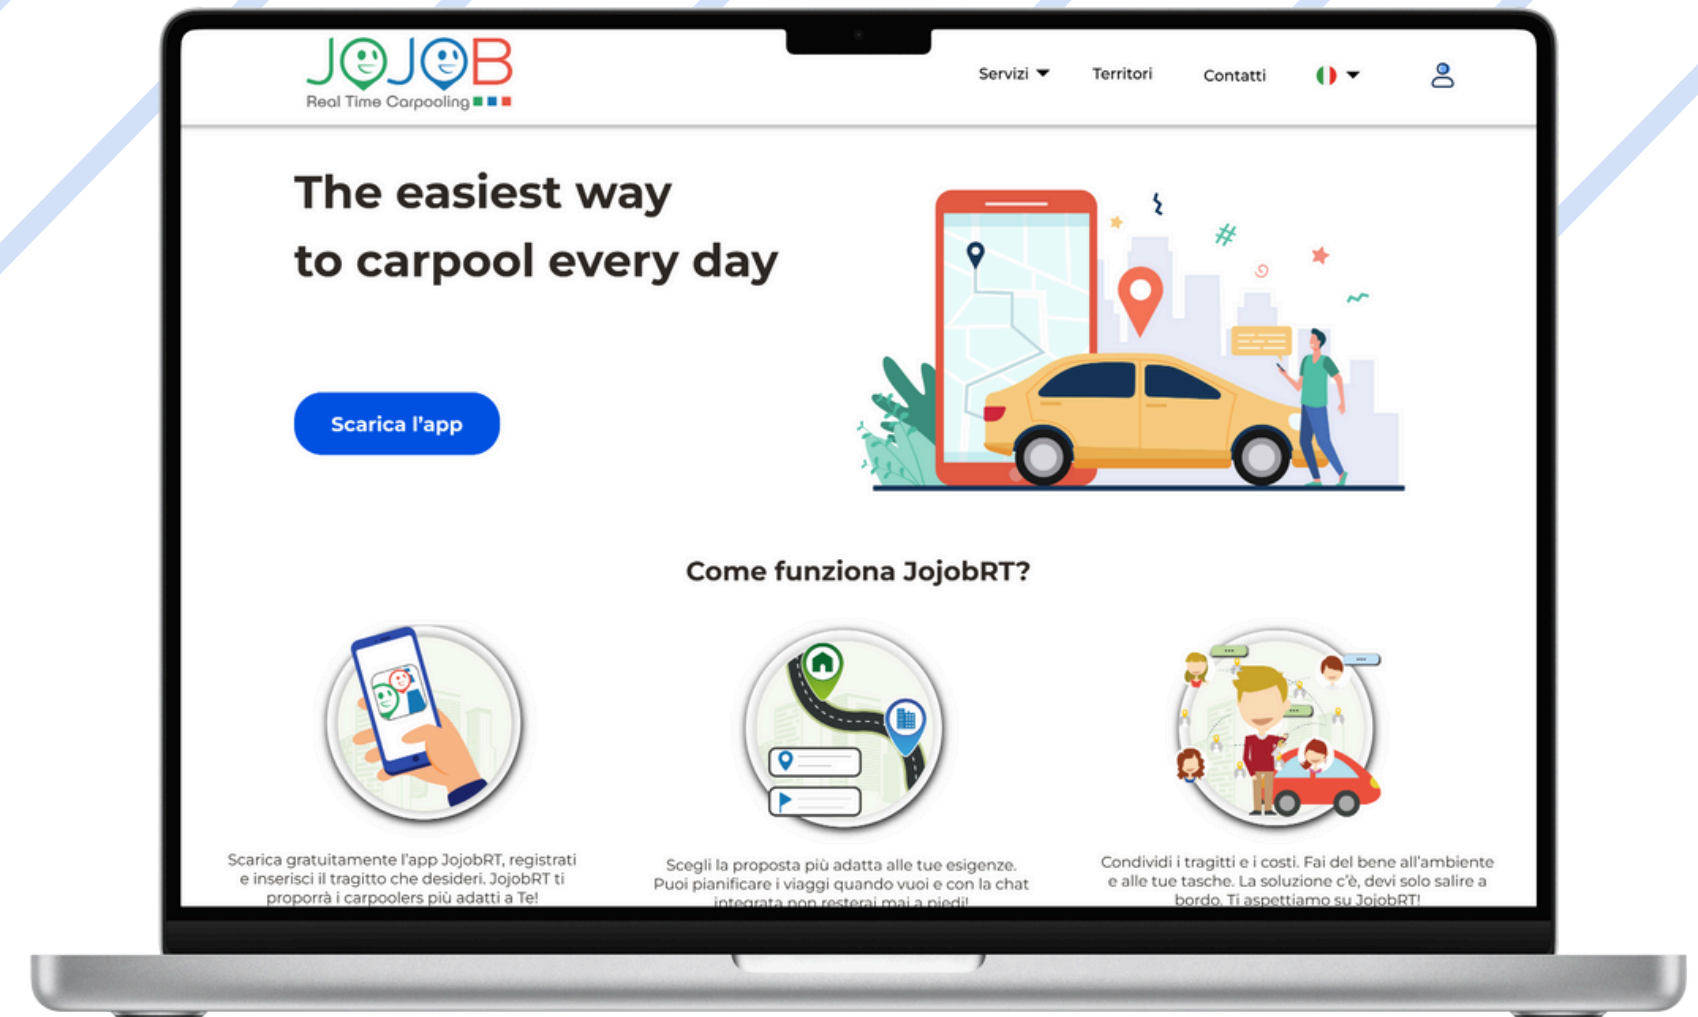 JOJOB
Real Time Carpooling
Servizi
Territori
Contatti
The easiest way
to carpool every day
Scarica l'app
Come funziona JojobRT?
Scarica gratuitamente l'app JojobRT, registrati
e inserisci il tragitto che desideri. JojobRT ti
proporrà i carpoolers più adatti a Te!
Scegli la proposta più adatta alle tue esigenze.
Puoi pianificare i viaggi quando vuoi e con la chat
integrata non resterai mai a piedi!
Condividi i tragitti e i costi. Fai del bene all'ambiente
e alle tue tasche. La soluzione c'è, devi solo salire a
bordo. Ti aspettiamo su JojobRT!